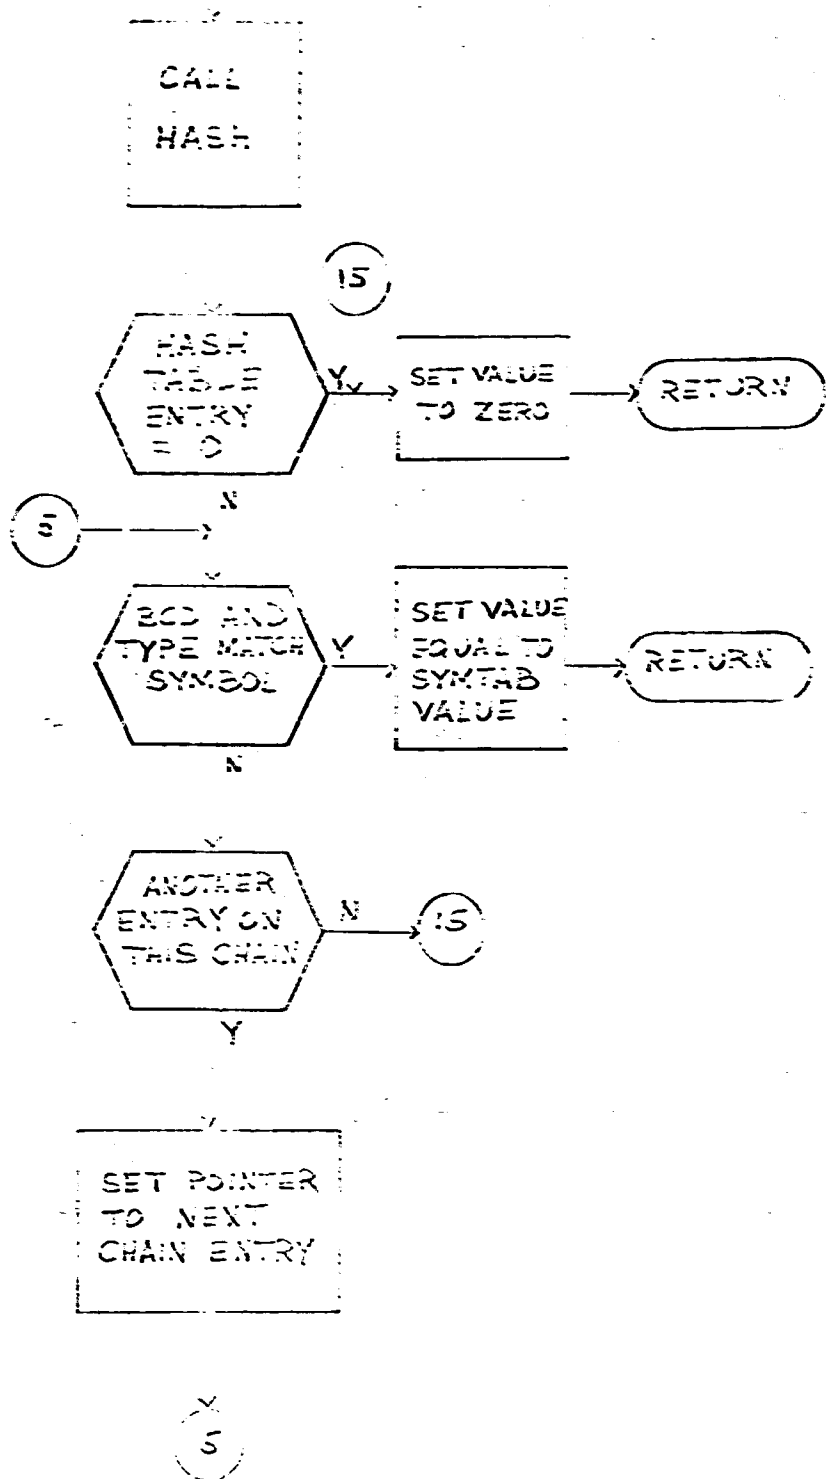 CALL
HASH
15
HASH
TABLE
ENTRY
= 0
Y
SET VALUE
TO ZERO
RETURN
N
5
BCD AND
TYPE MATCH
SYMBOL
Y
SET VALUE
EQUAL TO
SYMTAB
VALUE
RETURN
N
ANOTHER
ENTRY ON
THIS CHAIN
N
15
Y
SET POINTER
TO NEXT
CHAIN ENTRY
5